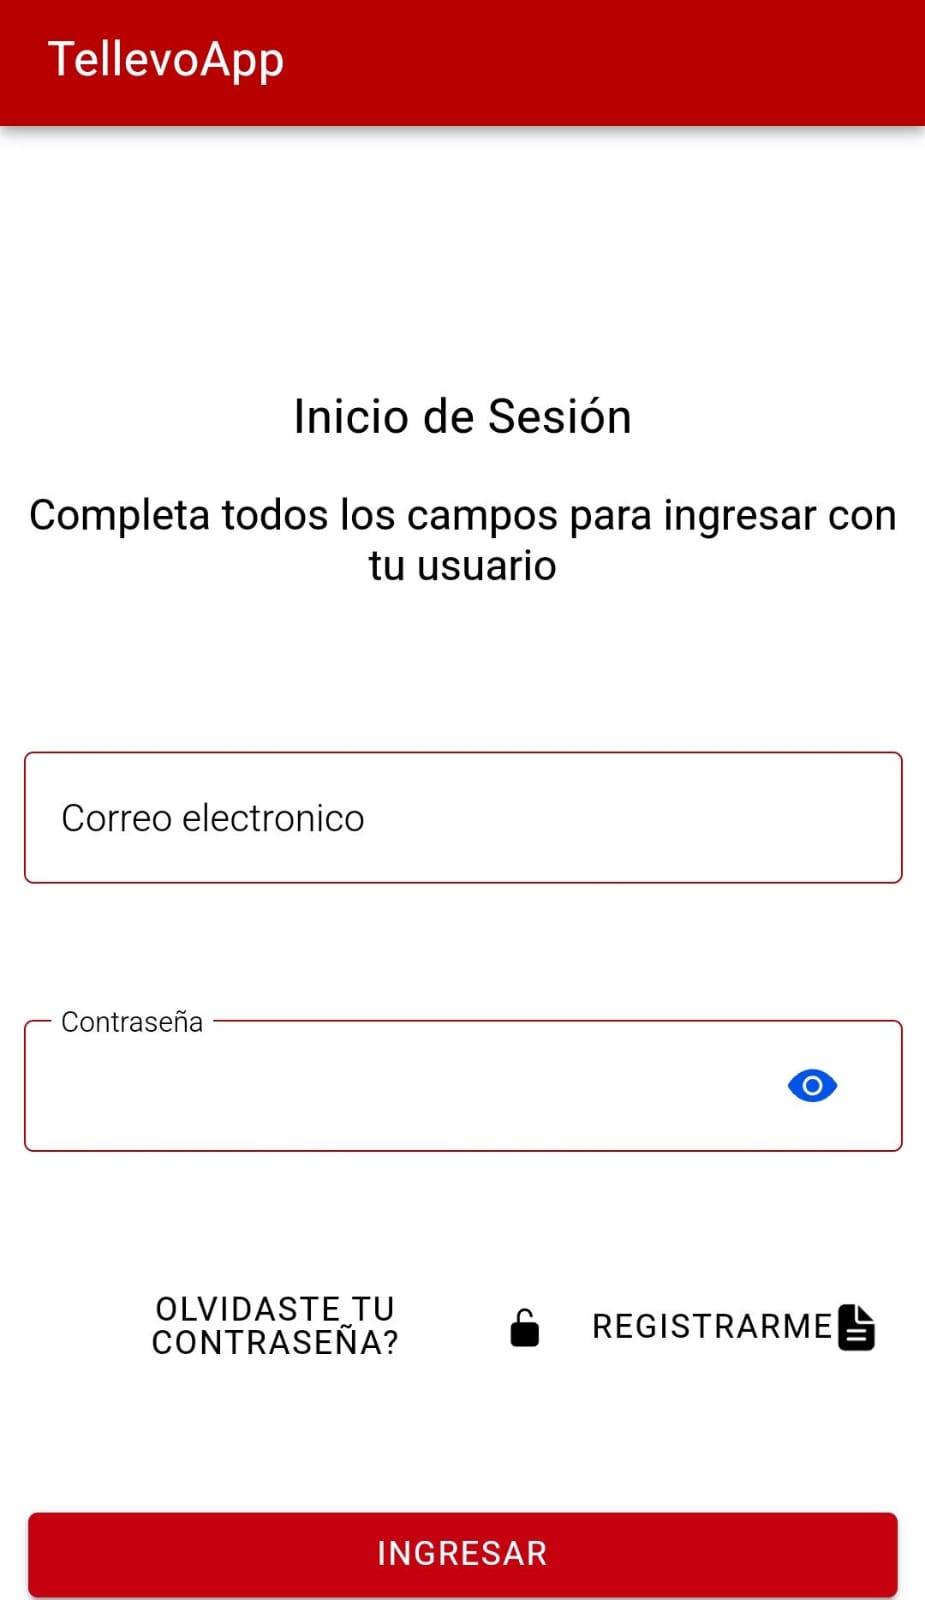 TellevoApp
Inicio de Sesión
Completa todos los campos para ingresar con
tu usuario
Correo electronico
Contraseña
OLVIDASTE TU
CONTRASEÑA?
REGISTRARME
INGRESAR